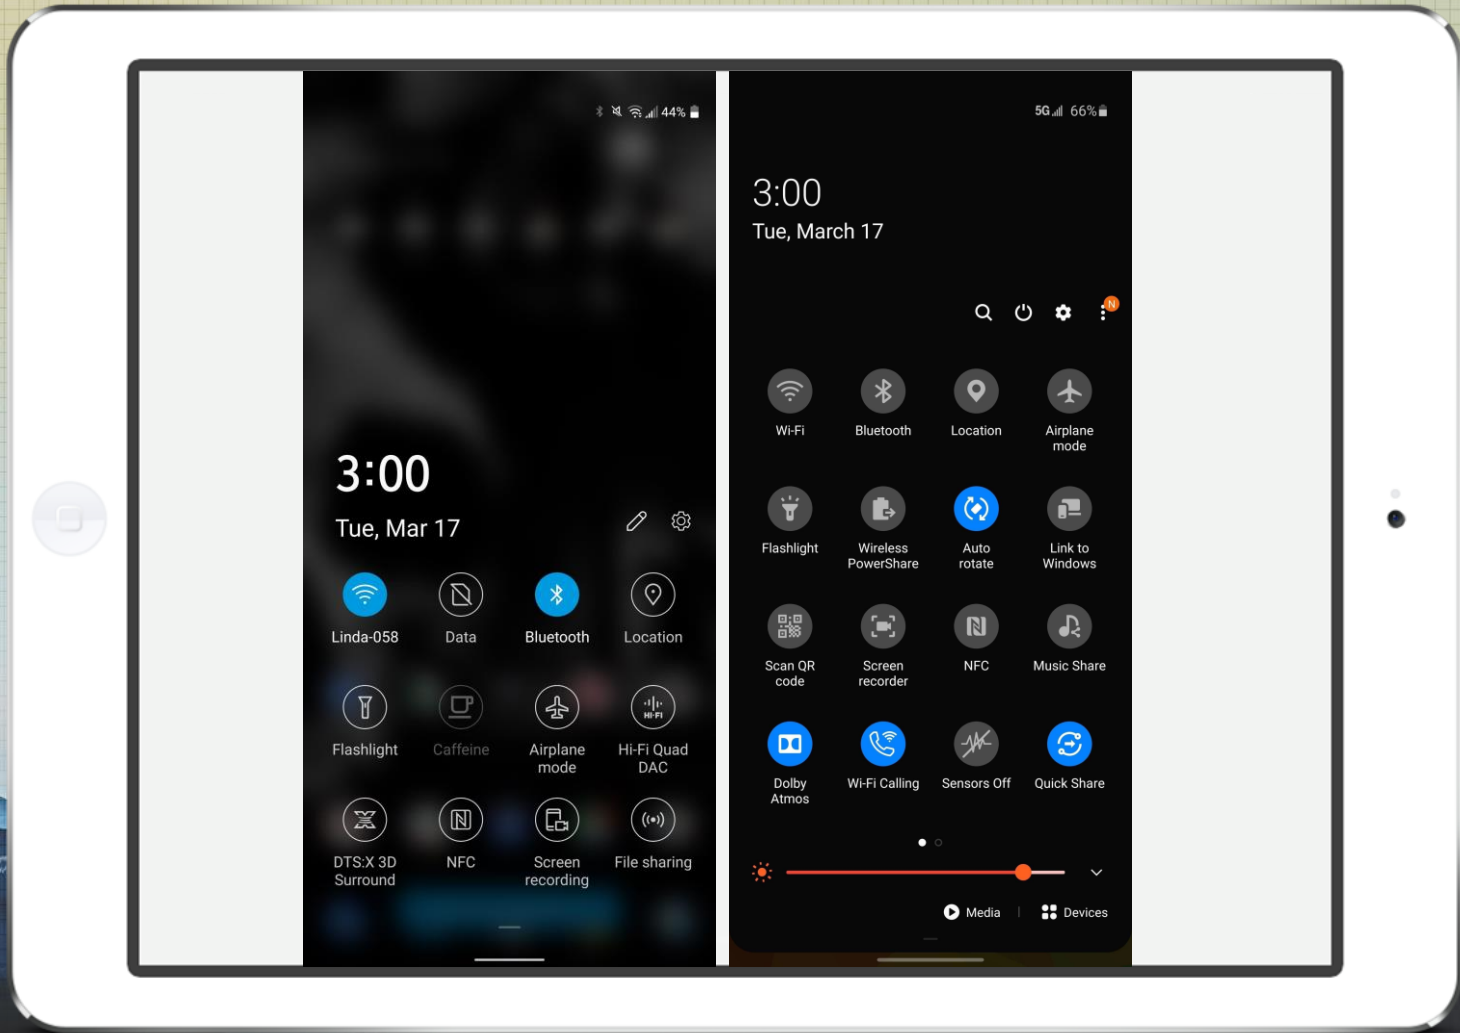 44%
3:00
Tue, Mar 17
Linda-058 Data Bluetooth Location
Flashlight Caffeine Airplane mode Hi-Fi Quad DAC
HI-FI
DTS:X 3D Surround NFC Screen recording File sharing
5G 66%
3:00
Tue, March 17
N
Wi-Fi Bluetooth Location Airplane
mode
Flashlight Wireless Auto Link to
PowerShare rotate Windows
Scan QR Screen NFC Music Share
code recorder
Dolby Wi-Fi Calling Sensors Off Quick Share
Atmos
Media | Devices